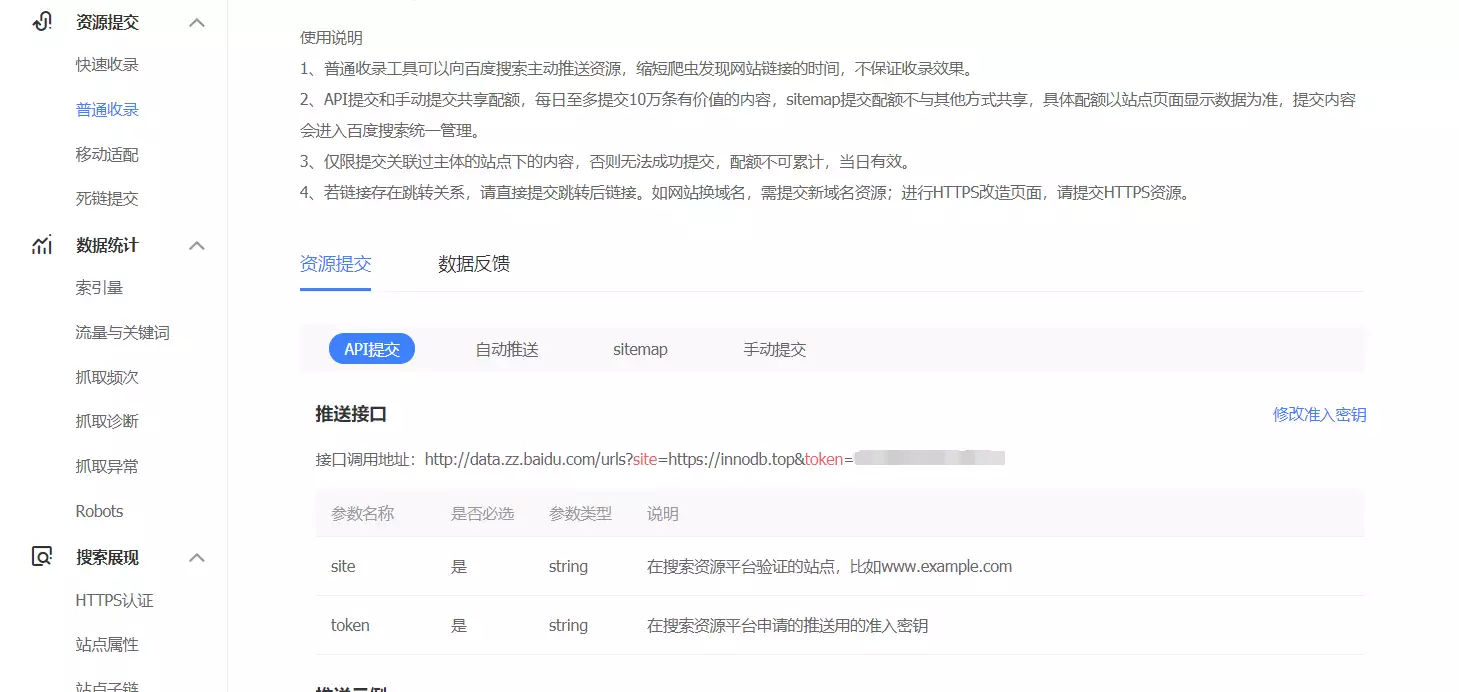 资源提交
快速收录
普通收录
移动适配
死链提交
数据统计
索引量
流量与关键词
抓取频次
抓取诊断
抓取异常
Robots
搜索展现
HTTPS认证
站点属性
站点子链
使用说明
1、普通收录工具可以向百度搜索主动推送资源，缩短爬虫发现网站链接的时间，不保证收录效果。
2、API提交和手动提交共享配额，每日至多提交10万条有价值的内容，sitemap提交配额不与其他方式共享，具体配额以站点页面显示数据为准，提交内容
会进入百度搜索统一管理。
3、仅限提交关联过主体的站点下的内容，否则无法成功提交，配额不可累计，当日有效。
4、若链接存在跳转关系，请直接提交跳转后链接。如网站换域名，需提交新域名资源；进行HTTPS改造页面，请提交HTTPS资源。
资源提交 数据反馈
API提交 自动推送 sitemap 手动提交
推送接口 修改准入密钥
接口调用地址：http://data.zz.baidu.com/urls?site=https://innodb.top&token=
参数名称 是否必选 参数类型 说明
site 是 string 在搜索资源平台验证的站点，比如www.example.com
token 是 string 在搜索资源平台申请的推送用的准入密钥
推送示例